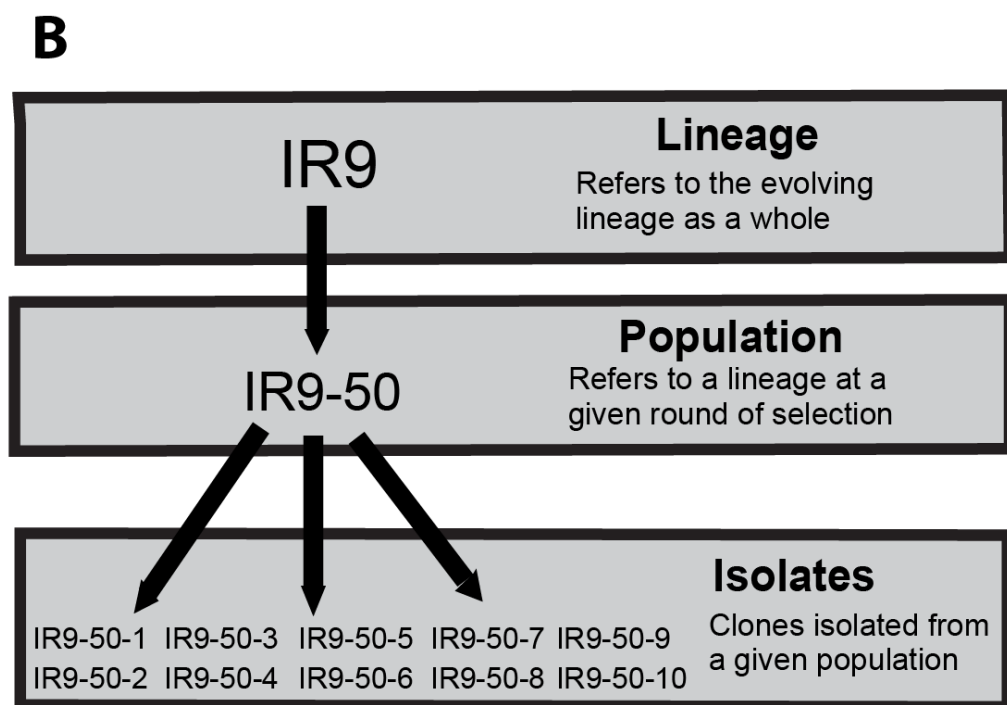 B
IR9
Lineage
Refers to the evolving
lineage as a whole
IR9-50
Population
Refers to a lineage at a
given round of selection
Isolates
Clones isolated from
a given population
IR9-50-1 IR9-50-3 IR9-50-5 IR9-50-7 IR9-50-9
IR9-50-2 IR9-50-4 IR9-50-6 IR9-50-8 IR9-50-10